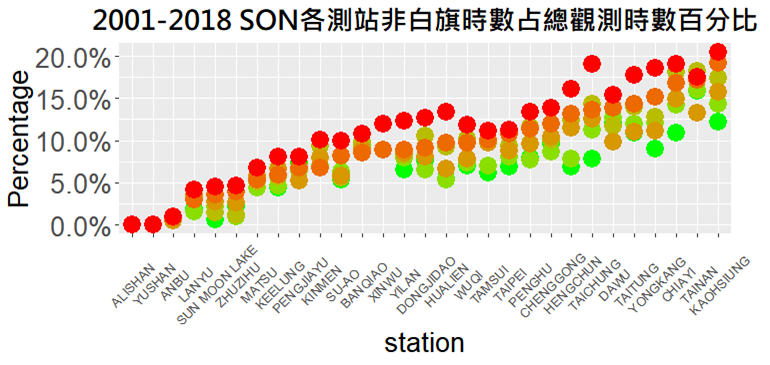 2001-2018 SON各測站非白旗時數占總觀測時數百分比
Percentage
20.0%
15.0%
10.0%
5.0%
0.0%
ALISHAN
YUSHAN
ANBU
LANYU
SUN MOON LAKE
ZHUZIHU
MATSU
KEELUNG
PENGJIAYU
KINMEN
SU-AO
BANQIAO
XINWU
YILAN
DONGJIDAO
HUALIEN
WUQI
TAMSUI
TAIPEI
PENGHU
CHENGGONG
HENGCHUN
TAICHUNG
DAWU
TAITUNG
YONGKANG
CHIAYI
TAINAN
KAOHSIUNG
station